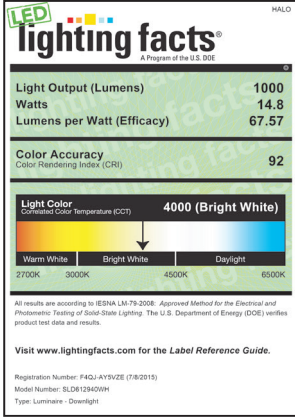 HALO
LED
lighting facts®
A Program of the U.S. DOE
Light Output (Lumens) 1000
Watts 14.8
Lumens per Watt (Efficacy) 67.57
Color Accuracy
Color Rendering Index (CRI) 92
Light Color
Correlated Color Temperature (CCT) 4000 (Bright White)
Warm White Bright White Daylight
2700K 3000K 4500K 6500K
All results are according to IESNA LM-79-2008: Approved Method for the Electrical and
Photometric Testing of Solid-State Lighting. The U.S. Department of Energy (DOE) verifies
product test data and results.
Visit www.lightingfacts.com for the Label Reference Guide.
Registration Number: F4QJ-AY5VZE (7/8/2015)
Model Number: SLD612940WH
Type: Luminaire - Downlight